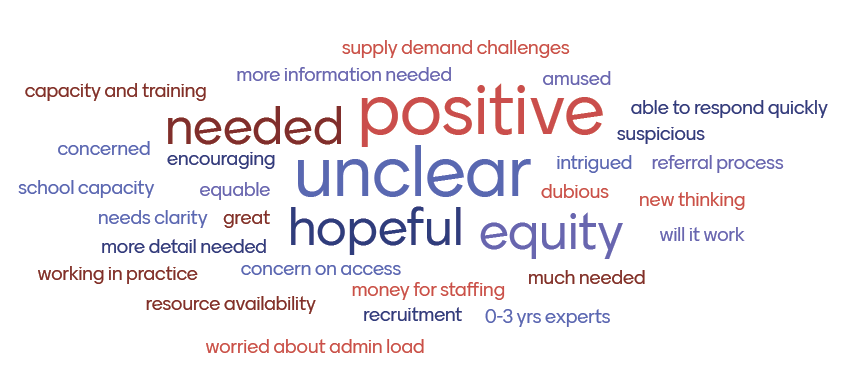 supply demand challenges
more information needed
amused
capacity and training
needed
positive
able to respond quickly
suspicious
concerned
encouraging
unclear
intrigued
referral process
school capacity
equable
dubious
new thinking
needs clarity
great
hopeful
equity
will it work
more detail needed
working in practice
concern on access
much needed
resource availability
money for staffing
recruitment
0-3 yrs experts
worried about admin load